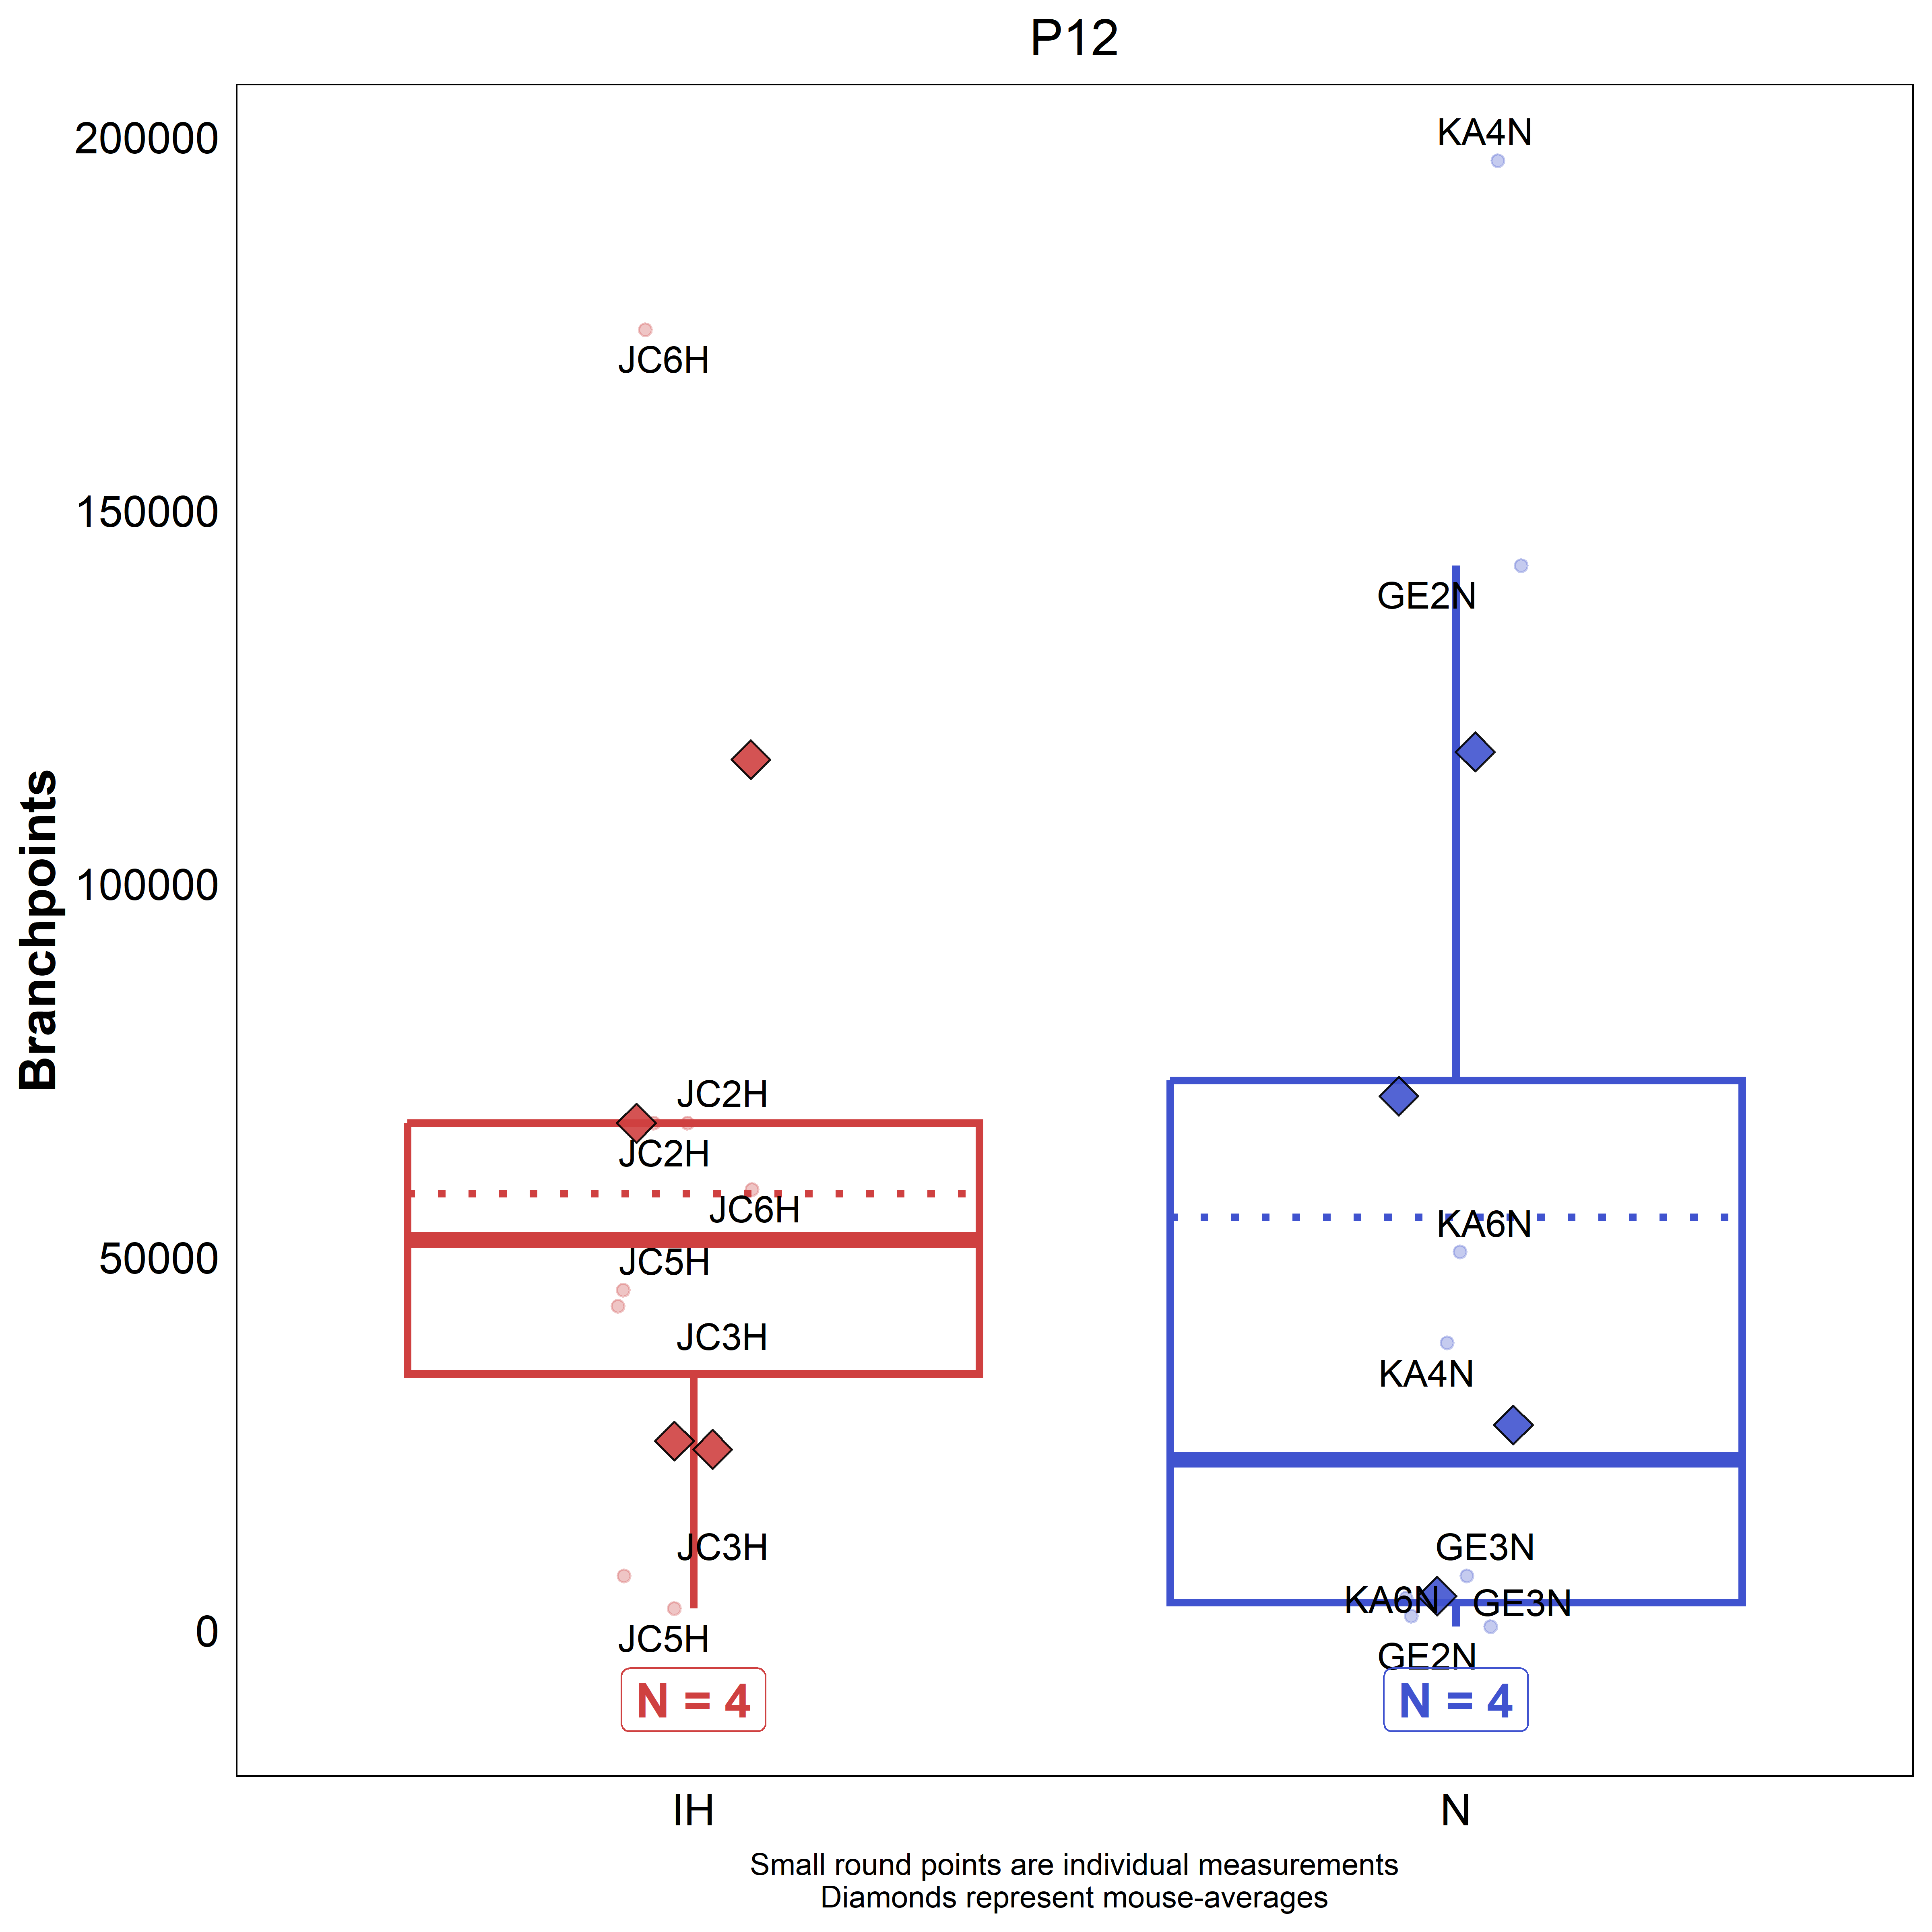 P12
200000
150000
100000
50000
0
Branchpoints
KA4N
JC6H
GE2N
JC2H
JC2H
JC6H
KA6N
JC5H
JC3H
KA4N
JC3H
GE3N
KA6N
GE3N
JC5H
GE2N
N = 4
N = 4
IH
N
Small round points are individual measurements
Diamonds represent mouse-averages